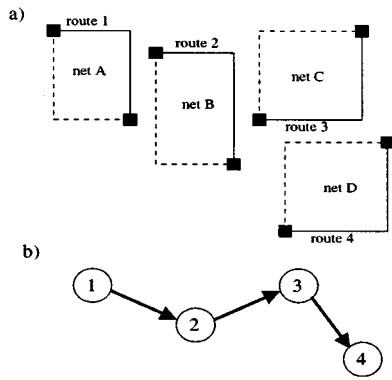 a)
route 1
net A
route 2
net B
net C
route 3
net D
route 4
b)
1
2
3
4